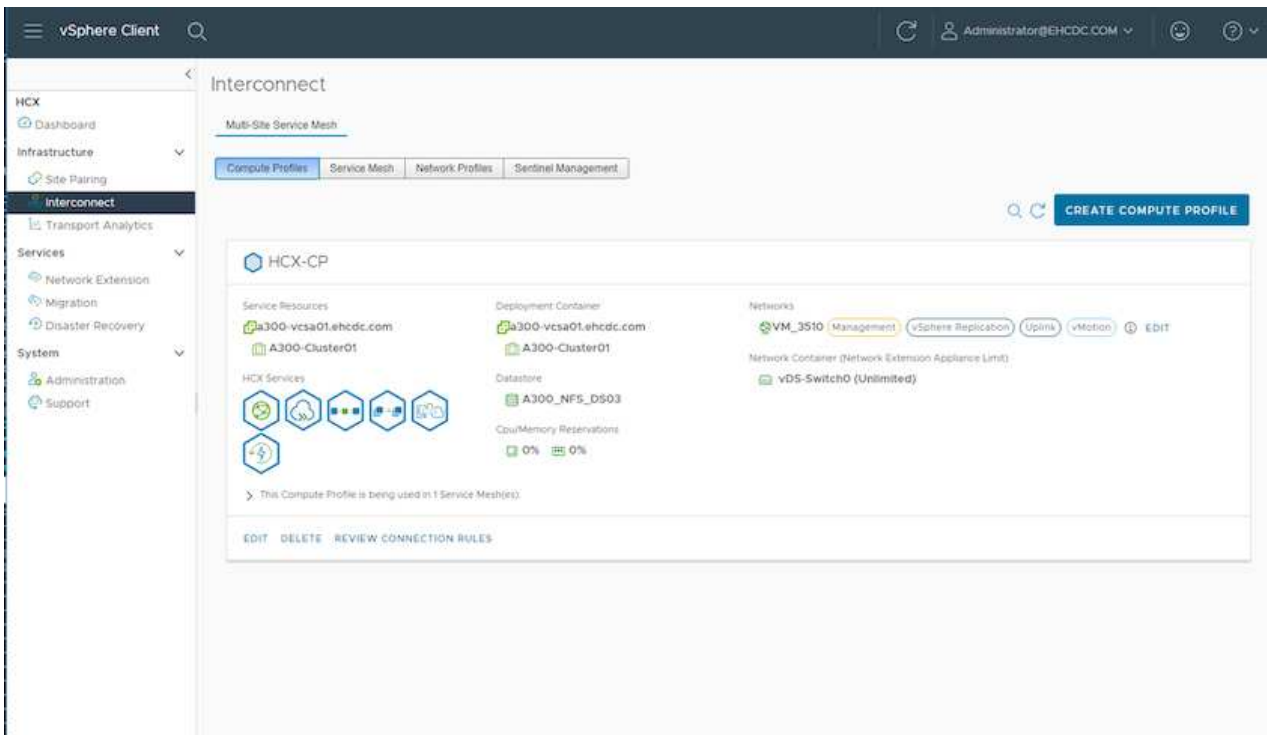 vSphere Client
Administrator@EHCDC.COM
HCX
Dashboard
Infrastructure
Site Pairing
Interconnect
Transport Analytics
Services
Network Extension
Migration
Disaster Recovery
System
Administration
Support
Interconnect
Multi-Site Service Mesh
Compute Profiles
Service Mesh
Network Profiles
Sentinel Management
CREATE COMPUTE PROFILE
HCX-CP
Service Resources
a300-vcsa01.ehcdc.com
A300-Cluster01
HCX Services
Deployment Container
a300-vcsa01.ehcdc.com
A300-Cluster01
Datastore
A300_NFS_DS03
Cpu/Memory Reservations
0% 0%
Networks
VM_3510 Management vSphere Replication Uplink vMotion EDIT
Network Container (Network Extension Appliance Limit)
vDS-Switch0 (Unlimited)
This Compute Profile is being used in 1 Service Mesh(es).
EDIT DELETE REVIEW CONNECTION RULES